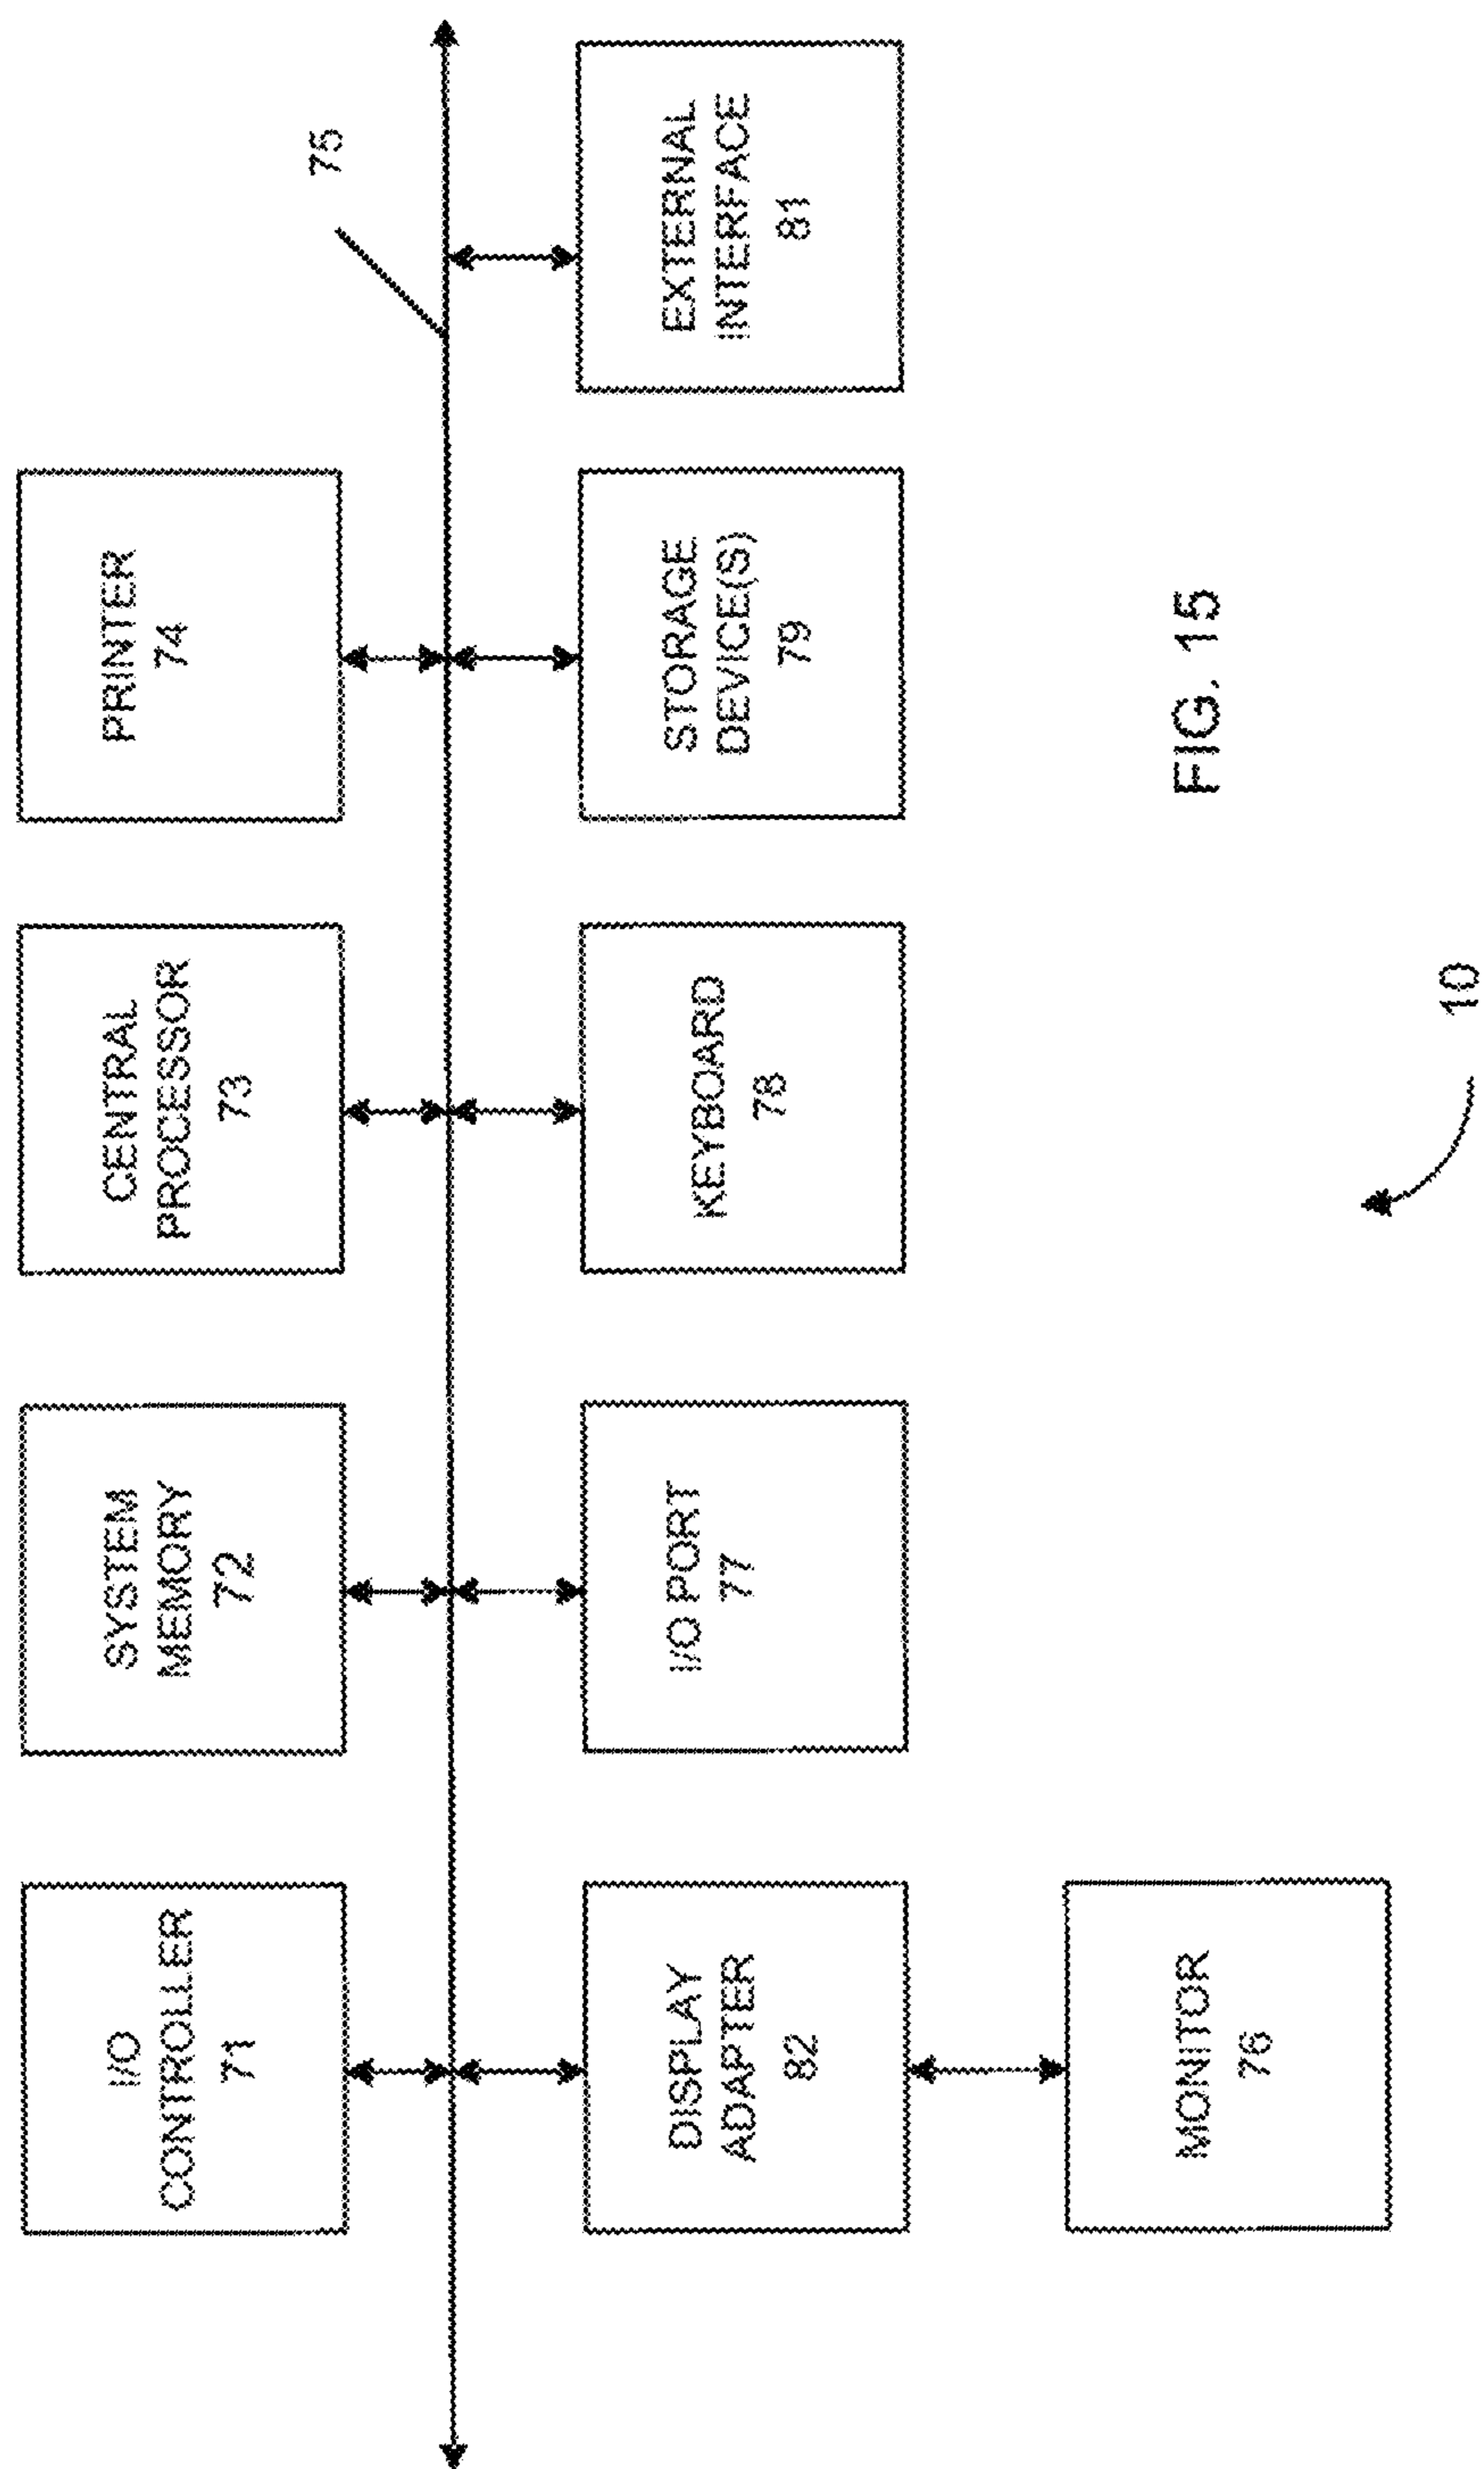 I/O
CONTROLLER
71
SYSTEM
MEMORY
72
CENTRAL
PROCESSOR
73
PRINTER
74
75
DISPLAY
ADAPTER
82
I/O PORT
77
KEYBOARD
78
STORAGE
DEVICE(S)
79
EXTERNAL
INTERFACE
81
MONITOR
76
FIG. 15
10